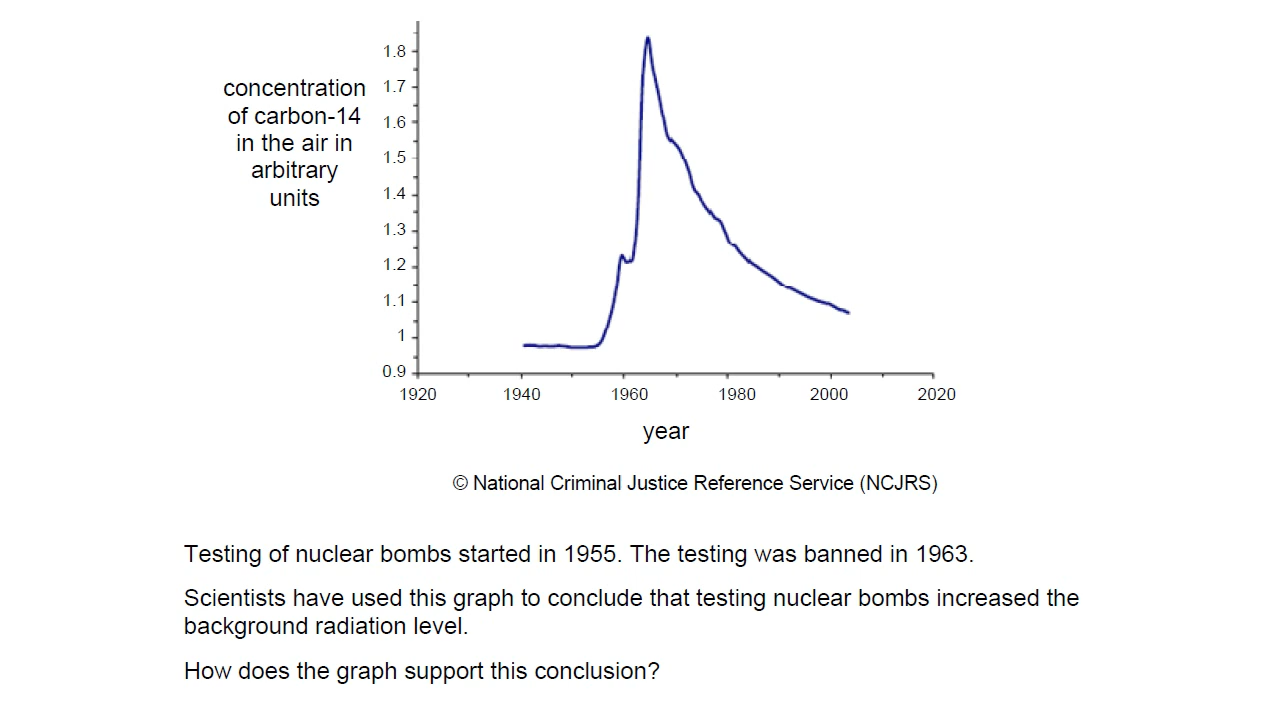 concentration
of carbon-14
in the air in
arbitrary
units
1.8
1.7
1.6
1.5
1.4
1.3
1.2
1.1
1
0.9
1920 1940 1960 1980 2000 2020
year
© National Criminal Justice Reference Service (NCJRS)
Testing of nuclear bombs started in 1955. The testing was banned in 1963.
Scientists have used this graph to conclude that testing nuclear bombs increased the
background radiation level.
How does the graph support this conclusion?